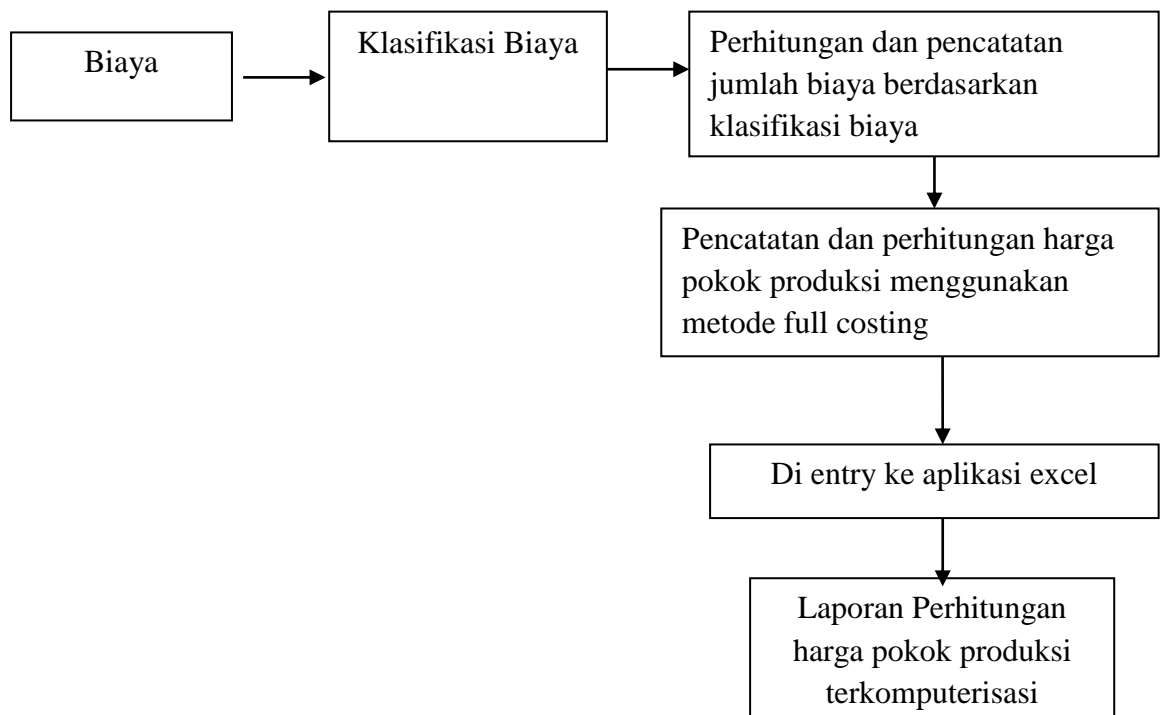 Biaya
Klasifikasi Biaya
Perhitungan dan pencatatan
jumlah biaya berdasarkan
klasifikasi biaya
Pencatatan dan perhitungan harga
pokok produksi menggunakan
metode full costing
Di entry ke aplikasi excel
Laporan Perhitungan
harga pokok produksi
terkomputerisasi